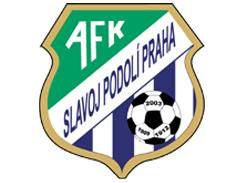 AFK
SLAVOJ PODOLÍ PRAHA
2003
1909 1912